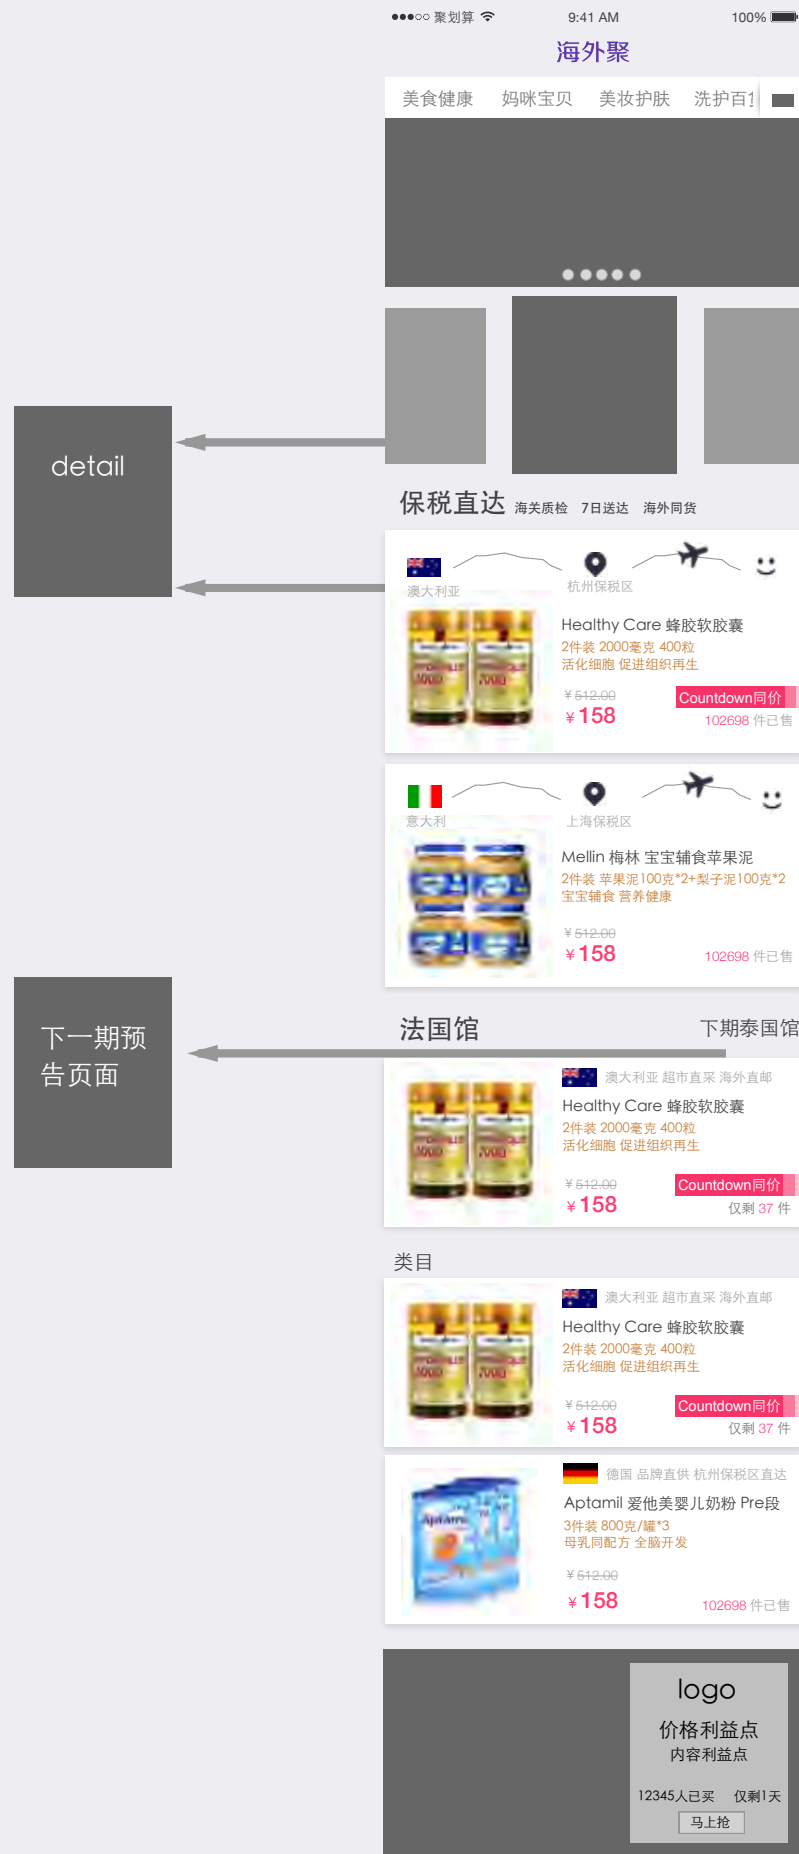 聚划算 9:41 AM 100%
海外聚
美食健康 妈咪宝贝 美妆护肤 洗护百
detail
保税直达 海关质检 7日送达 海外同货
澳大利亚 杭州保税区
Healthy Care 蜂胶软胶囊
2件装 2000毫克 400粒
活化细胞 促进组织再生
¥512.00
¥158
Countdown同价
102698 件已售
意大利 上海保税区
Mellin 梅林 宝宝辅食苹果泥
2件装 苹果泥100克*2+梨子泥100克*2
宝宝辅食 营养健康
¥512.00
¥158
102698 件已售
下一期预
告页面
法国馆 下期泰国馆
澳大利亚 超市直采 海外直邮
Healthy Care 蜂胶软胶囊
2件装 2000毫克 400粒
活化细胞 促进组织再生
¥512.00
¥158
Countdown同价
仅剩 37 件
类目
澳大利亚 超市直采 海外直邮
Healthy Care 蜂胶软胶囊
2件装 2000毫克 400粒
活化细胞 促进组织再生
¥512.00
¥158
Countdown同价
仅剩 37 件
Aptamil
德国 品牌直供 杭州保税区直达
Aptamil 爱他美婴儿奶粉 Pre段
3件装 800克/罐*3
母乳同配方 全脑开发
¥512.00
¥158
102698 件已售
logo
价格利益点
内容利益点
12345人已买 仅剩1天
马上抢